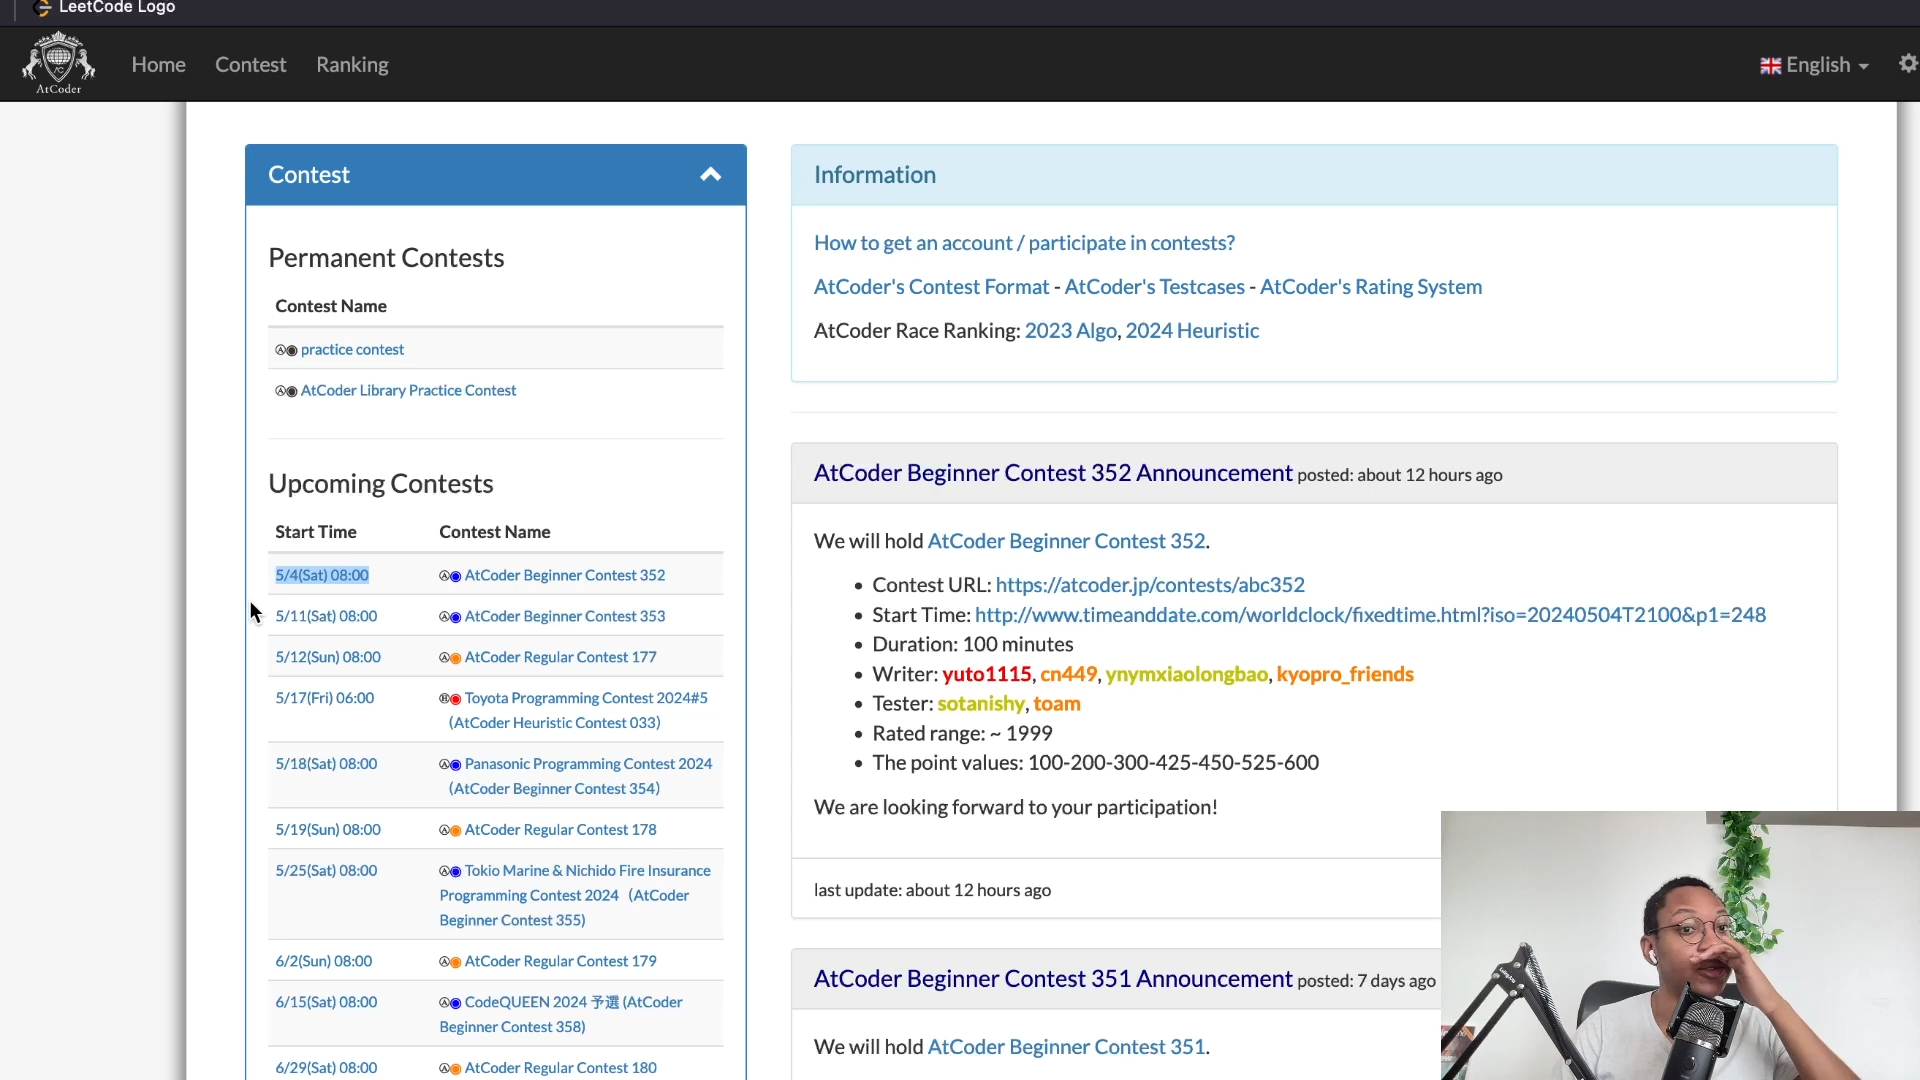 LeetCode Logo
AtCoder
Home
Contest
Ranking
English
Contest
Permanent Contests
Contest Name
practice contest
AtCoder Library Practice Contest
Upcoming Contests
Start Time Contest Name
5/4(Sat) 08:00 AtCoder Beginner Contest 352
5/11(Sat) 08:00 AtCoder Beginner Contest 353
5/12(Sun) 08:00 AtCoder Regular Contest 177
5/17(Fri) 06:00 Toyota Programming Contest 2024#5
(AtCoder Heuristic Contest 033)
5/18(Sat) 08:00 Panasonic Programming Contest 2024
(AtCoder Beginner Contest 354)
5/19(Sun) 08:00 AtCoder Regular Contest 178
5/25(Sat) 08:00 Tokio Marine & Nichido Fire Insurance
Programming Contest 2024 (AtCoder
Beginner Contest 355)
6/2(Sun) 08:00 AtCoder Regular Contest 179
6/15(Sat) 08:00 CodeQUEEN 2024 予選 (AtCoder
Beginner Contest 358)
6/29(Sat) 08:00 AtCoder Regular Contest 180
Information
How to get an account / participate in contests?
AtCoder's Contest Format - AtCoder's Testcases - AtCoder's Rating System
AtCoder Race Ranking: 2023 Algo, 2024 Heuristic
AtCoder Beginner Contest 352 Announcement posted: about 12 hours ago
We will hold AtCoder Beginner Contest 352.
• Contest URL: https://atcoder.jp/contests/abc352
• Start Time: http://www.timeanddate.com/worldclock/fixedtime.html?iso=20240504T2100&p1=248
• Duration: 100 minutes
• Writer: yuto1115, cn449, ynymxiaolongbao, kyopro_friends
• Tester: sotanishy, toam
• Rated range: ~ 1999
• The point values: 100-200-300-425-450-525-600
We are looking forward to your participation!
last update: about 12 hours ago
AtCoder Beginner Contest 351 Announcement posted: 7 days ago
We will hold AtCoder Beginner Contest 351.